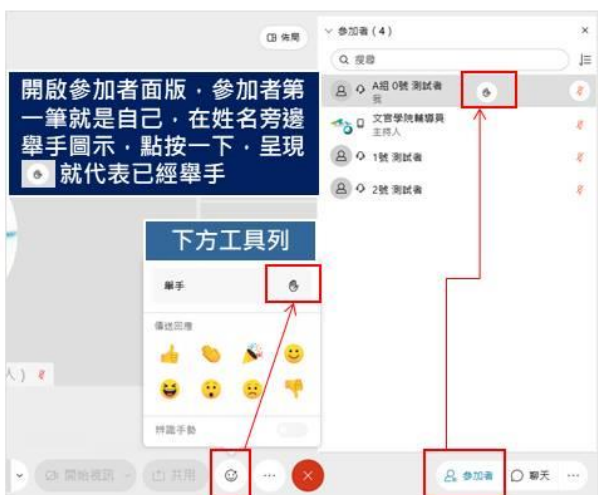 佈局
參加者 (4)
搜尋
開啟參加者面版,參加者第
一筆就是自己,在姓名旁邊
舉手圖示,點按一下,呈現
就代表已經舉手
A組 0號 測試者
我
文官學院輔導員
主持人
1號 測試者
2號 測試者
下方工具列
舉手
傳送回應
人)
辨識手勢
開始視訊
共用
參加者
聊天